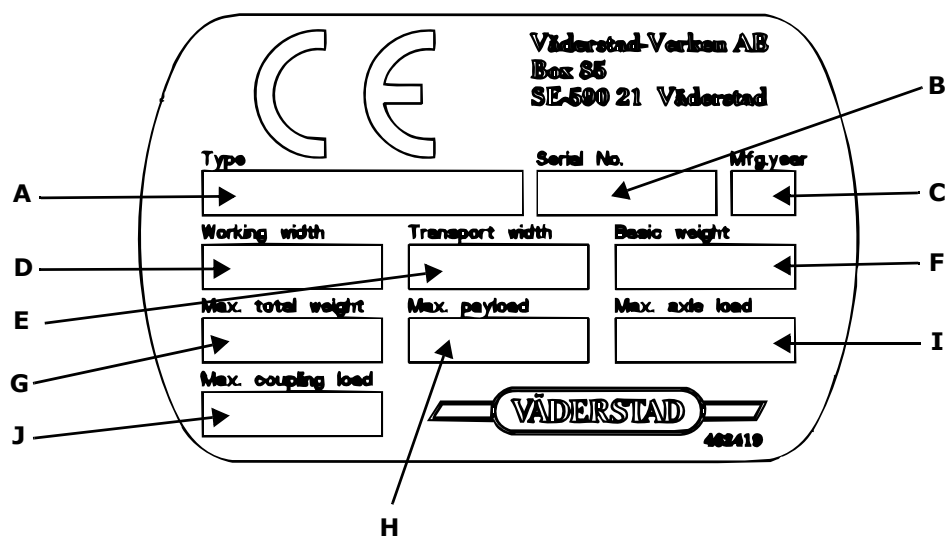 CE
Väderstad-Verken AB
Box 85
SE-590 21 Väderstad
B
Type Serial No. Mfg.year
A
C
Working width Transport width Basic weight
D
F
E
Max. total weight Max. payload Max. axle load
G
I
Max. coupling load
J
VÄDERSTAD
462419
H